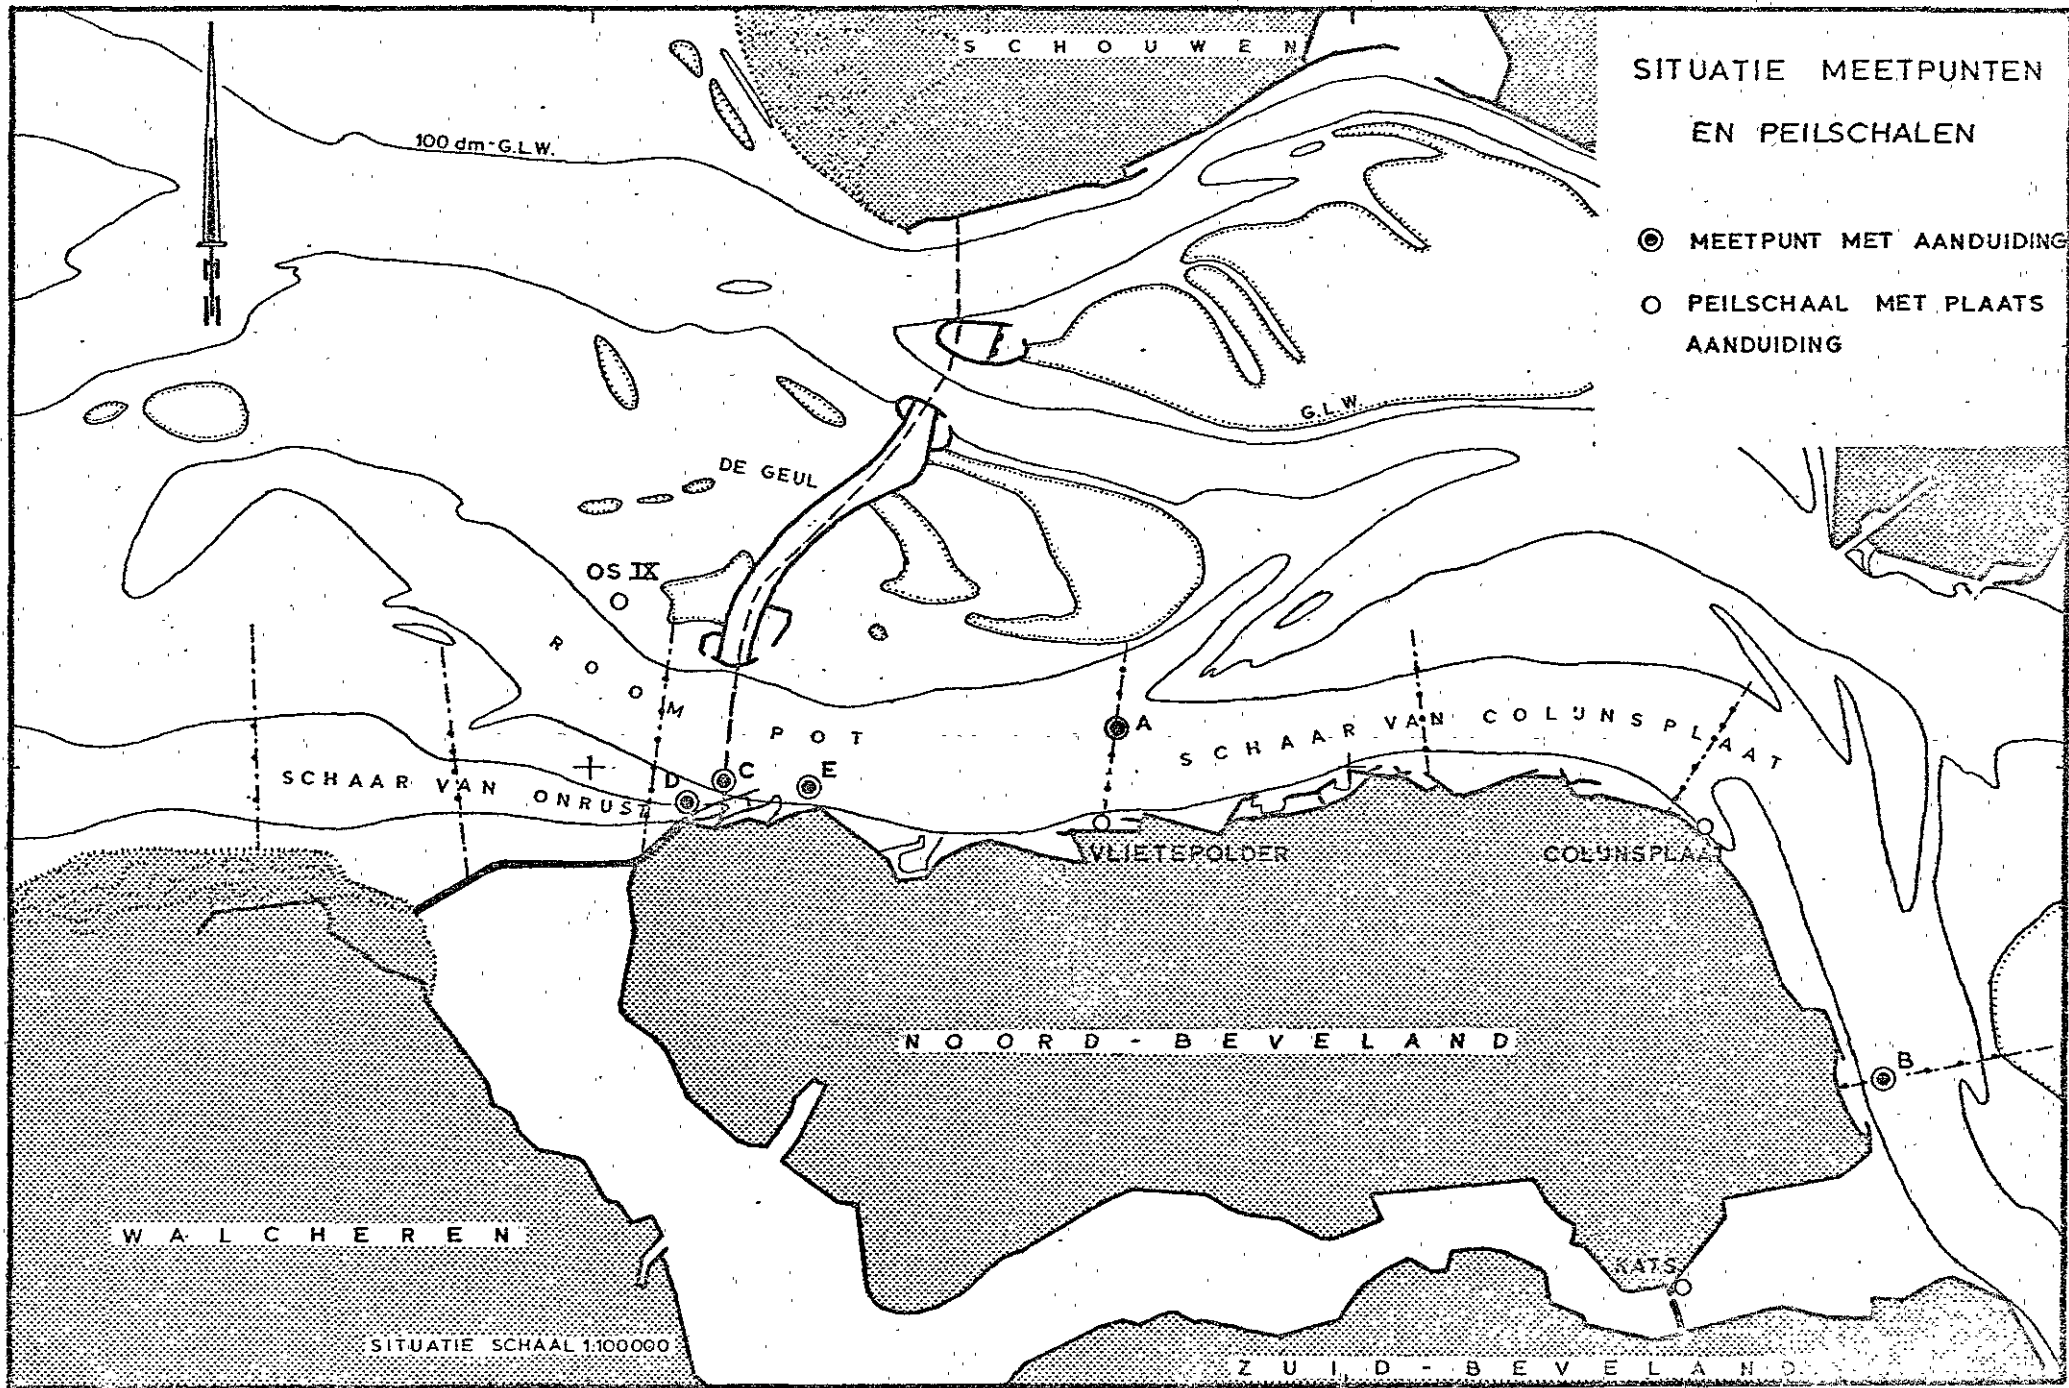 SCHOUWEN
SITUATIE MEETPUNTEN
EN PEILSCHALEN
100 dm - G.L.W.
MEETPUNT MET AANDUIDING
PEILSCHAAL MET PLAATS
AANDUIDING
G.L.W.
DE GEUL
OS IX
ROOMPOT
A
SCHAAR VAN COLIJNSPLAAT
SCHAAR VAN ONRUST
D
C
E
VLIETEPOLDER
COLIJNSPLAAT
NOORD-BEVELAND
B
WALCHEREN
KATS
SITUATIE SCHAAL 1:100000
ZUID-BEVELAND